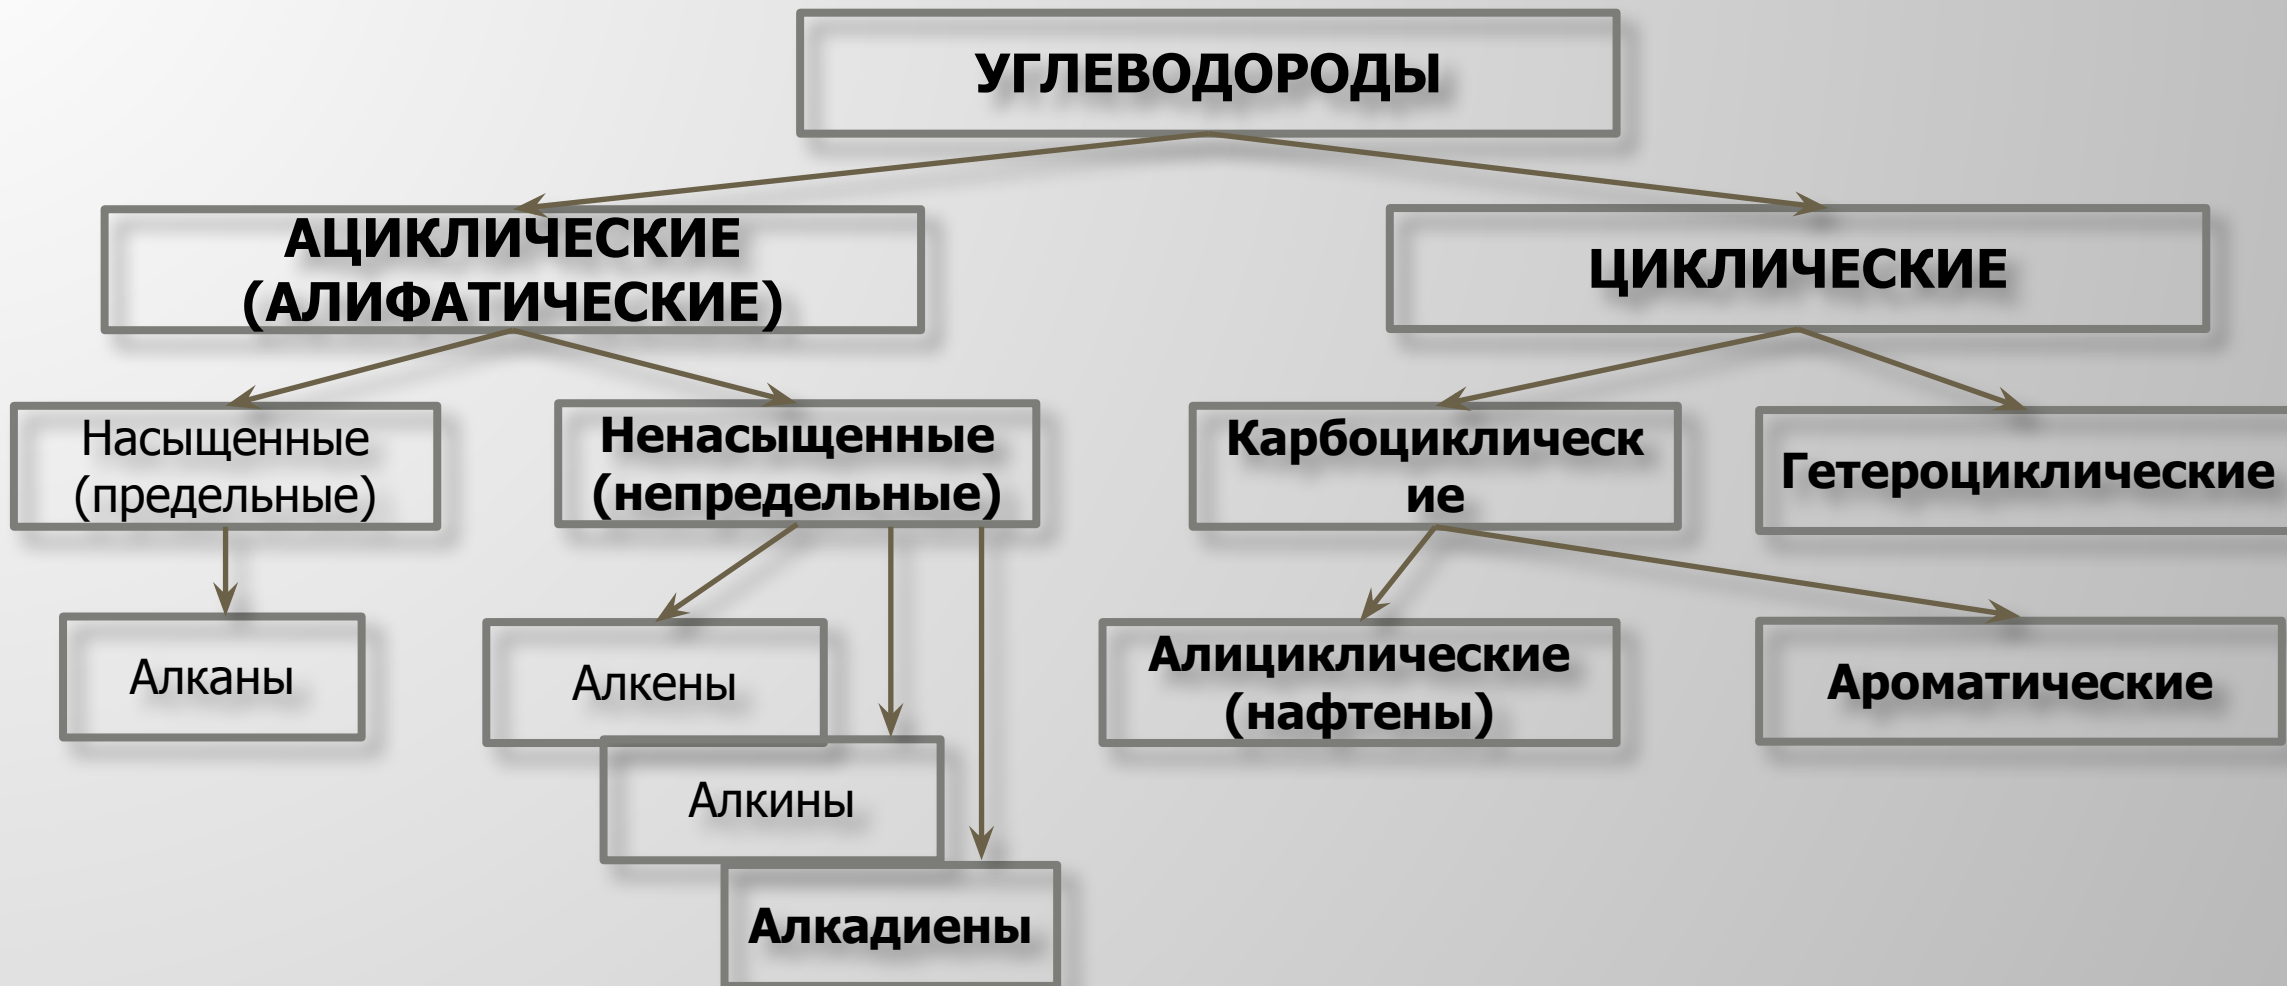 УГЛЕВОДОРОДЫ
АЦИКЛИЧЕСКИЕ
(АЛИФАТИЧЕСКИЕ)
ЦИКЛИЧЕСКИЕ
Насыщенные
(предельные)
Ненасыщенные
(непредельные)
Карбоциклическ
ие
Гетероциклические
Алканы
Алкены
Алкины
Алкадиены
Алициклические
(нафтены)
Ароматические